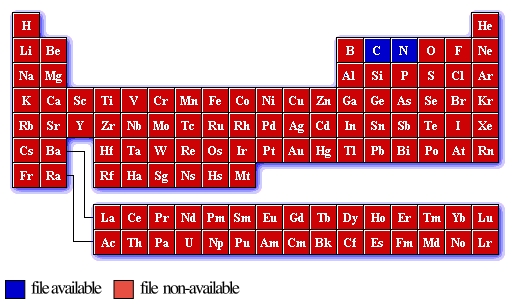 H He
Li Be B C N O F Ne
Na Mg Al Si P S Cl Ar
K Ca Sc Ti V Cr Mn Fe Co Ni Cu Zn Ga Ge As Se Br Kr
Rb Sr Y Zr Nb Mo Tc Ru Rh Pd Ag Cd In Sn Sb Te I Xe
Cs Ba Hf Ta W Re Os Ir Pt Au Hg Tl Pb Bi Po At Rn
Fr Ra Rf Ha Sg Ns Hs Mt
La Ce Pr Nd Pm Sm Eu Gd Tb Dy Ho Er Tm Yb Lu
Ac Th Pa U Np Pu Am Cm Bk Cf Es Fm Md No Lr
file available file non-available